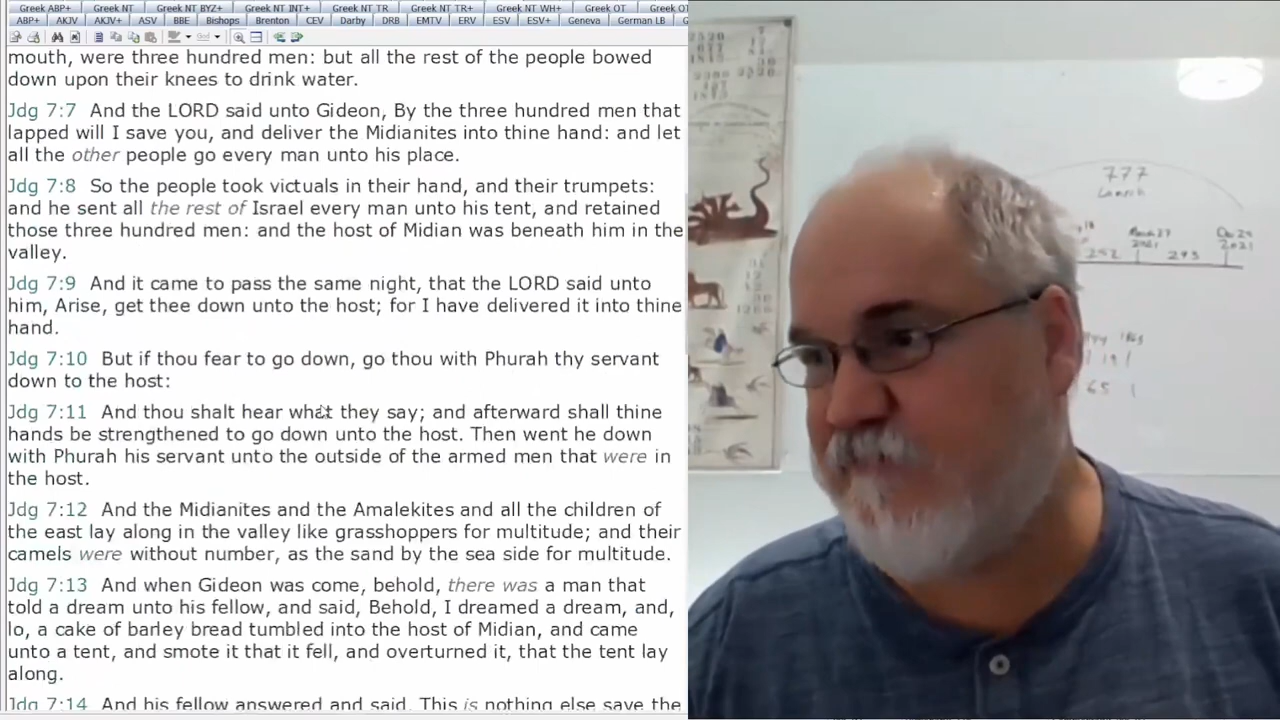 Greek ABP+ Greek NT Greek NT BYZ+ Greek NT INT+ Greek NT TR Greek NT TR+ Greek NT WH+ Greek OT Greek
ABP+ AKJV AKJV+ ASV BBE Bishops Brenton CEV Darby DRB EMTV ERV ESV ESV+ Geneva German LB
mouth, were three hundred men: but all the rest of the people bowed
down upon their knees to drink water.
Jdg 7:7 And the LORD said unto Gideon, By the three hundred men that
lapped will I save you, and deliver the Midianites into thine hand: and let
all the other people go every man unto his place.
Jdg 7:8 So the people took victuals in their hand, and their trumpets:
and he sent all the rest of Israel every man unto his tent, and retained
those three hundred men: and the host of Midian was beneath him in the
valley.
Jdg 7:9 And it came to pass the same night, that the LORD said unto
him, Arise, get thee down unto the host; for I have delivered it into thine
hand.
Jdg 7:10 But if thou fear to go down, go thou with Phurah thy servant
down to the host:
Jdg 7:11 And thou shalt hear what they say; and afterward shall thine
hands be strengthened to go down unto the host. Then went he down
with Phurah his servant unto the outside of the armed men that were in
the host.
Jdg 7:12 And the Midianites and the Amalekites and all the children of
the east lay along in the valley like grasshoppers for multitude; and their
camels were without number, as the sand by the sea side for multitude.
Jdg 7:13 And when Gideon was come, behold, there was a man that
told a dream unto his fellow, and said, Behold, I dreamed a dream, and,
lo, a cake of barley bread tumbled into the host of Midian, and came
unto a tent, and smote it that it fell, and overturned it, that the tent lay
along.
Jdg 7:14 And his fellow answered and said, This is nothing else save the
2520
777
2021
2021
252
293
65